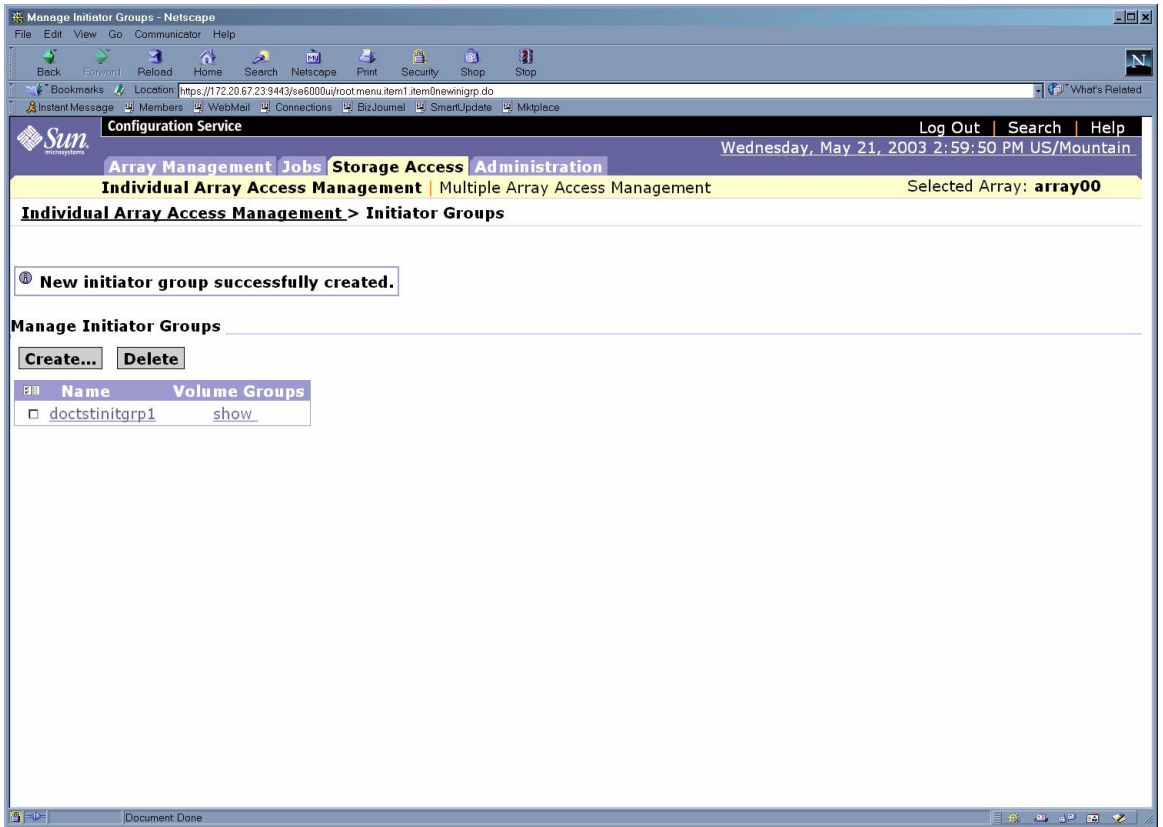 Manage Initiator Groups - Netscape
File Edit View Go Communicator Help
Back Forward Reload Home Search Netscape Print Security Shop Stop
N
Bookmarks Location: https://172.20.67.23:9443/se6000ui/root.menu.item1.item0newinigrp.do What's Related
Instant Message Members WebMail Connections BizJournal SmartUpdate Mktplace
Sun microsystems
Configuration Service
Log Out | Search | Help
Wednesday, May 21, 2003 2:59:50 PM US/Mountain
Array Management Jobs Storage Access Administration
Individual Array Access Management | Multiple Array Access Management Selected Array: array00
Individual Array Access Management > Initiator Groups
New initiator group successfully created.
Manage Initiator Groups
Create... Delete
Name Volume Groups
doctstinitgrp1 show
Document: Done